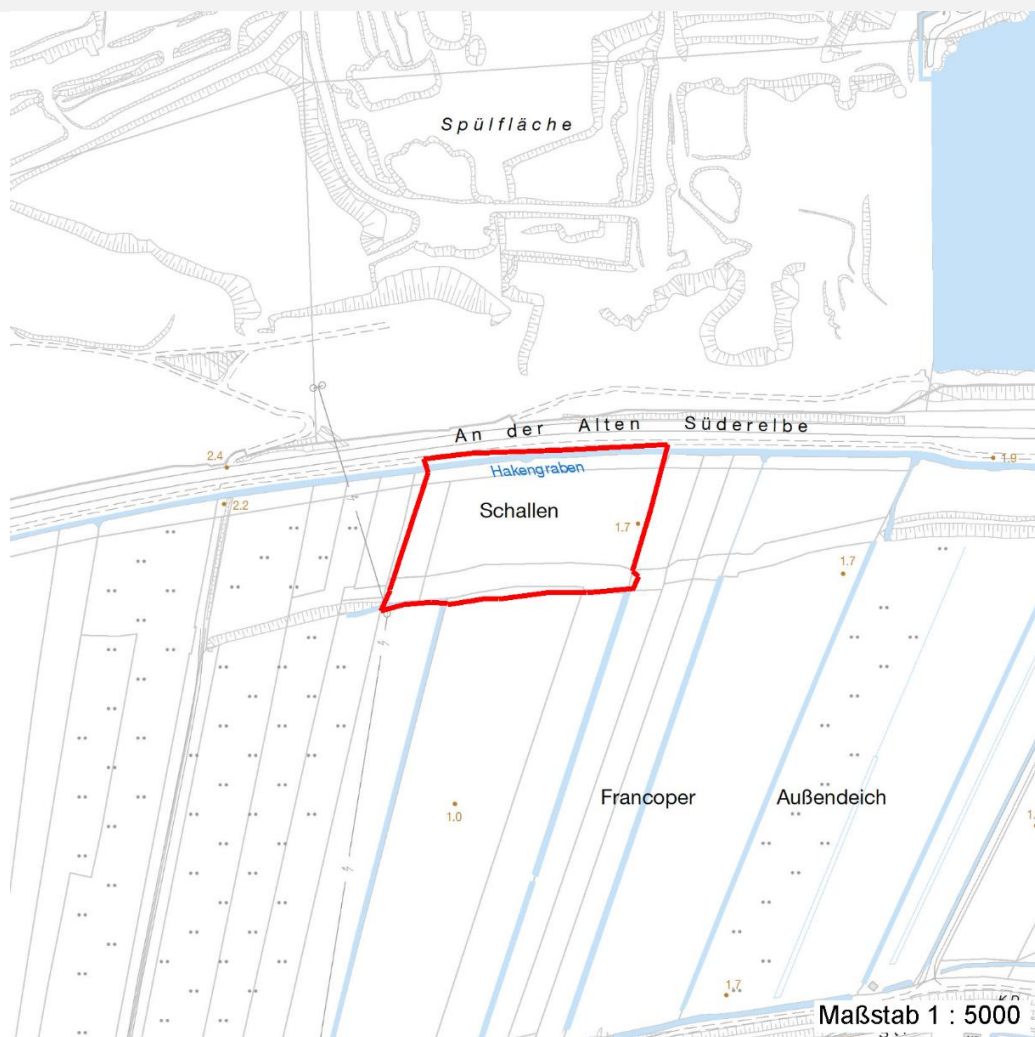 Spülfläche
An der Alten Süderelbe
2.4
1.9
Hakengraben
2.2
Schallen
1.7
1.7
Francoper Außendeich
1.0
1.7
Maßstab 1 : 5000